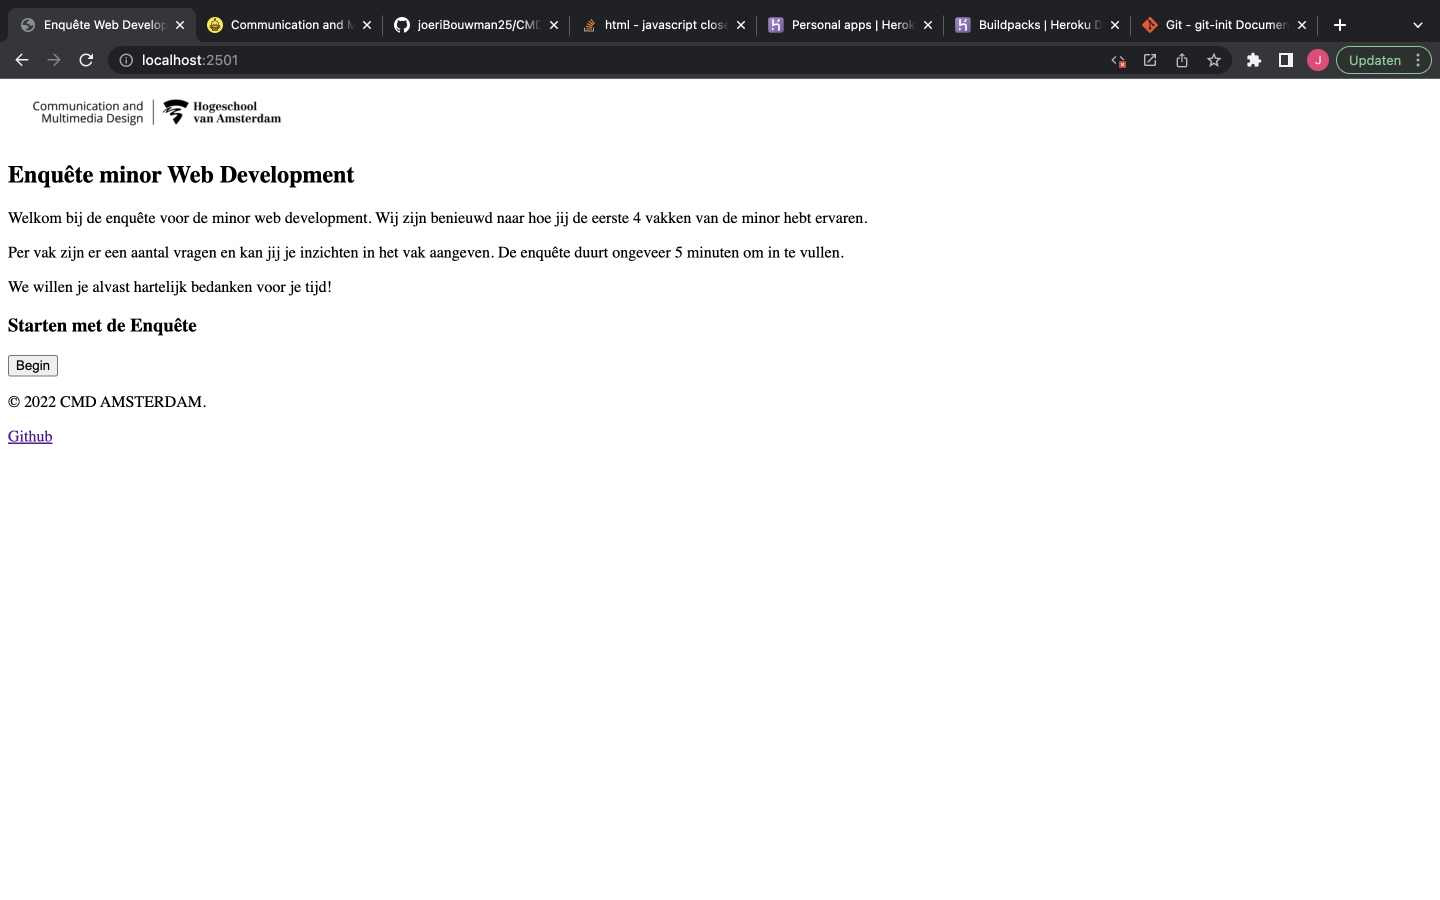 Enquête Web Develop
Communication and M
joeriBouwman25/CMD
html - javascript close
Personal apps | Herok
Buildpacks | Heroku D
Git - git-init Documen
localhost:2501
J
Updaten
Communication and
Multimedia Design
Hogeschool
van Amsterdam
Enquête minor Web Development
Welkom bij de enquête voor de minor web development. Wij zijn benieuwd naar hoe jij de eerste 4 vakken van de minor hebt ervaren.
Per vak zijn er een aantal vragen en kan jij je inzichten in het vak aangeven. De enquête duurt ongeveer 5 minuten om in te vullen.
We willen je alvast hartelijk bedanken voor je tijd!
Starten met de Enquête
Begin
© 2022 CMD AMSTERDAM.
Github